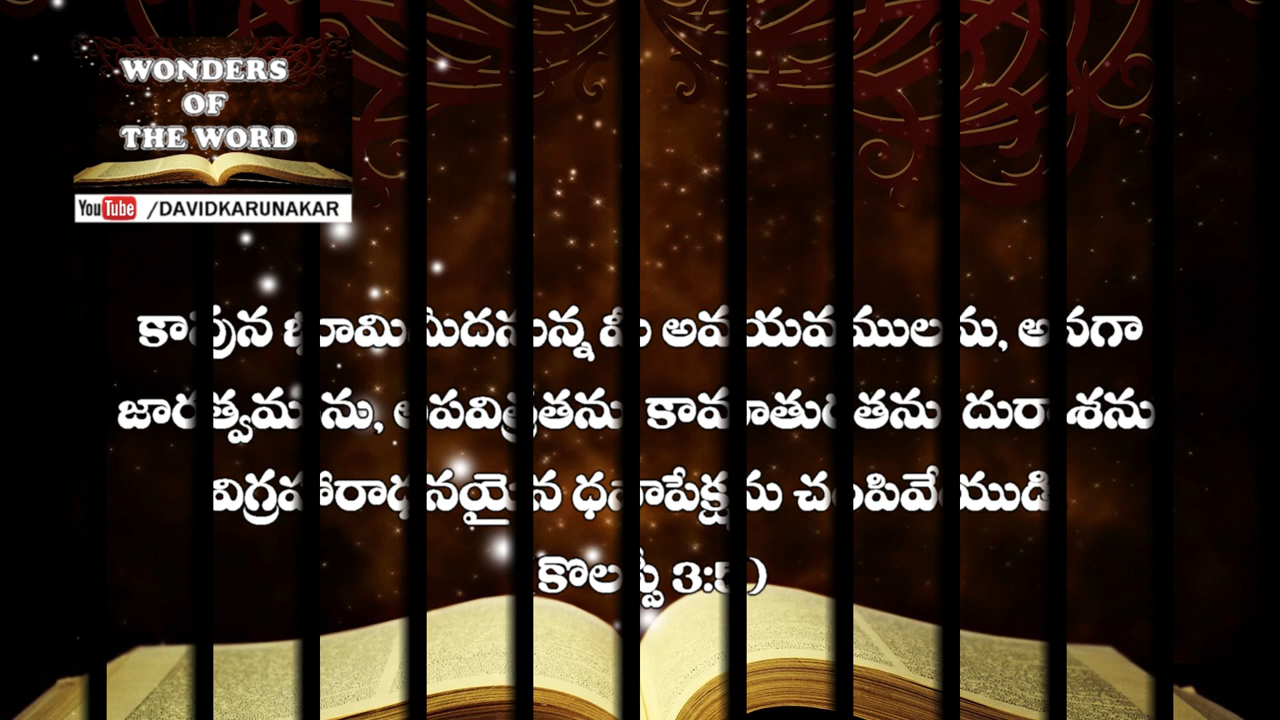 WONDERS
OF
THE WORD
YouTube /DAVIDKARUNAKAR
కావున భూమిమీదనున్న మీ అవయవములను, అనగా
జారత్వమును, అపవిత్రతను కామాతురతను దురాశను
విగ్రహారాధనయైన ధనాపేక్షను చంపివేయుడి
(కొలస్సీ 3:5)